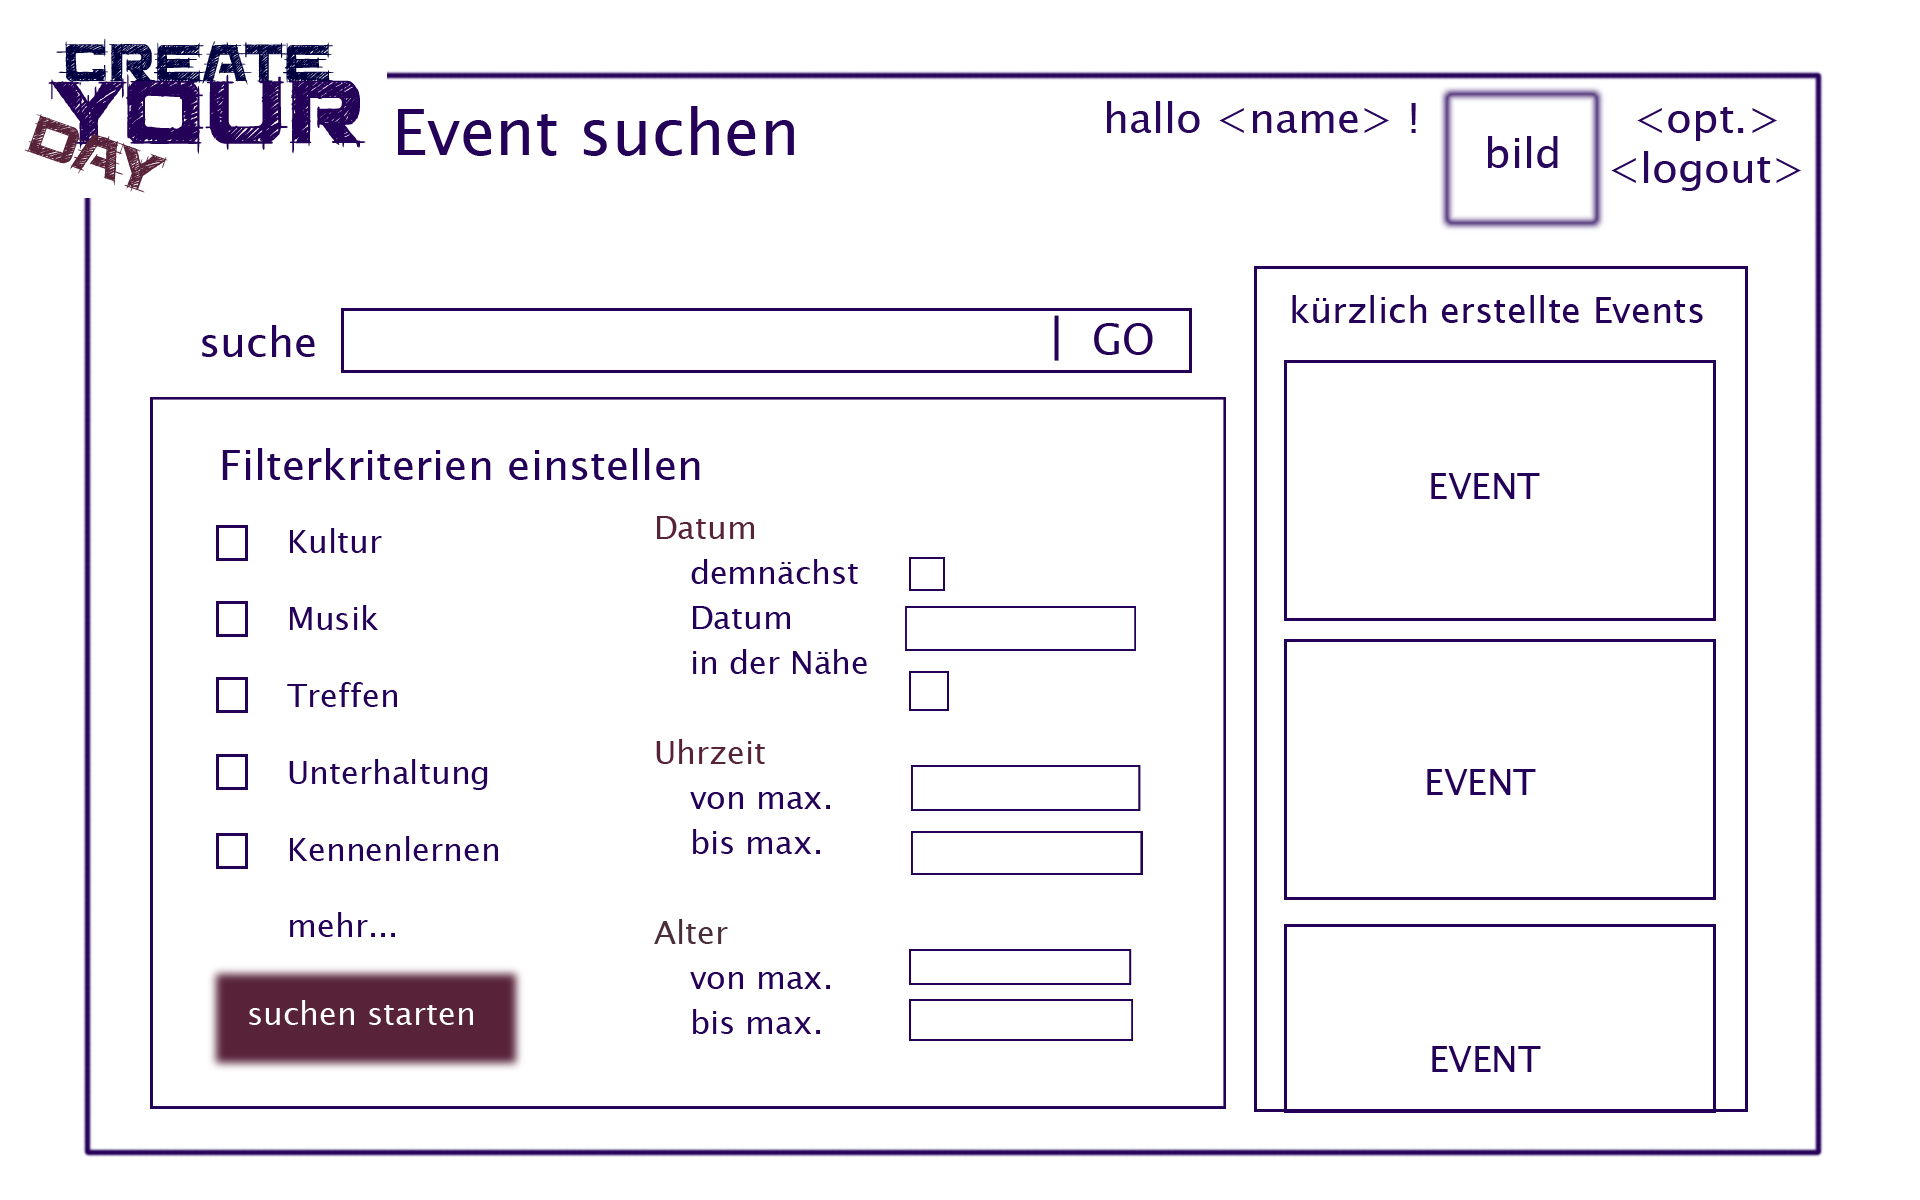 CREATE
YOUR
DAY
Event suchen
hallo <name> !
bild
<opt.>
<logout>
suche
GO
Filterkriterien einstellen
Kultur
Musik
Treffen
Unterhaltung
Kennenlernen
mehr...
suchen starten
Datum
demnächst
Datum
in der Nähe
Uhrzeit
von max.
bis max.
Alter
von max.
bis max.
kürzlich erstellte Events
EVENT
EVENT
EVENT